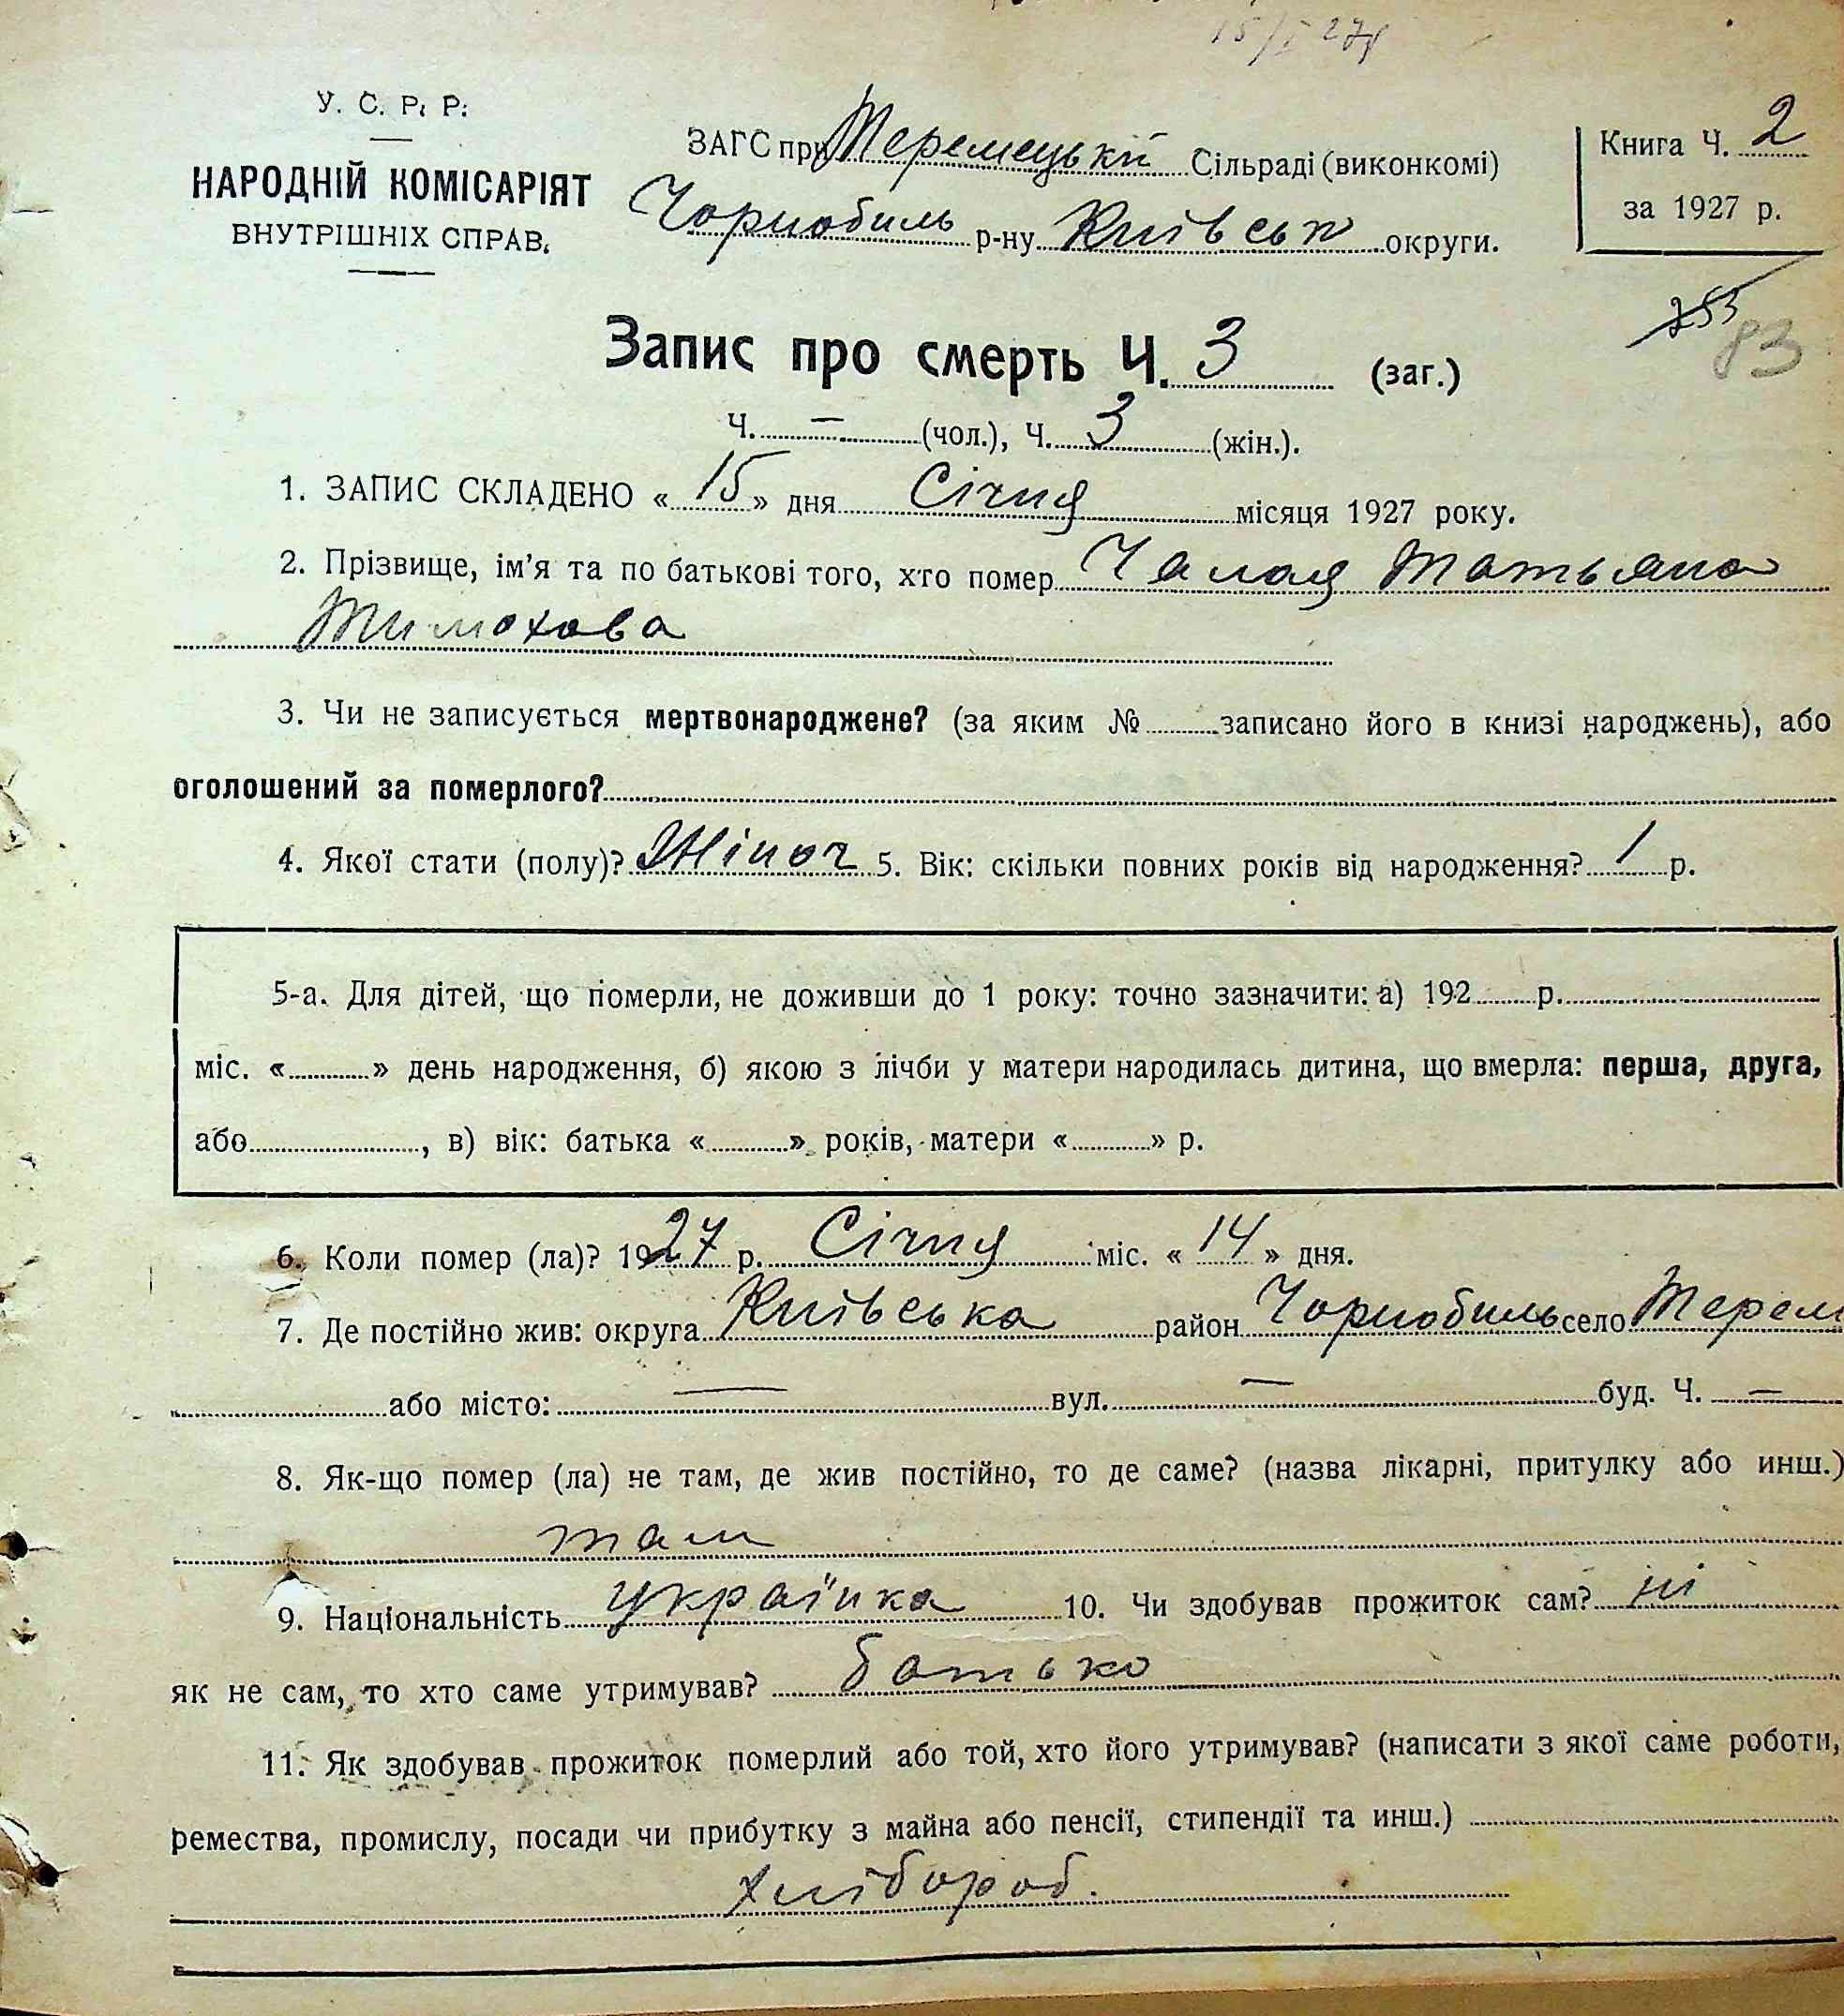 15/I 27р
У. С. Р. Р.
НАРОДНІЙ КОМІСАРІЯТ
ВНУТРІШНІХ СПРАВ.
ЗАГС при Теремецькій Сільраді (виконкомі)
Чорнобиль р-ну Київськ округи.
Книга Ч. 2
за 1927 р.
253
83
Запис про смерть Ч. 3 (заг.)
Ч. — (чол.), Ч. 3 (жін.).
1. ЗАПИС СКЛАДЕНО « 15 » дня Січня місяця 1927 року.
2. Прізвище, ім'я та по батькові того, хто помер Чалая Татьяна
Тимохова
3. Чи не записується мертвонароджене? (за яким № записано його в книзі народжень), або
оголошений за померлого?
4. Якої стати (полу)? Жіноч 5. Вік: скільки повних років від народження? 1 р.
5-а. Для дітей, що померли, не доживши до 1 року: точно зазначити: а) 192 р.
міс. « » день народження, б) якою з лічби у матери народилась дитина, що вмерла: перша, друга,
або , в) вік: батька « » років, матери « » р.
6. Коли помер (ла)? 1927 р. Січня міс. « 14 » дня.
7. Де постійно жив: округа Київська район Чорнобиль село Терем
або місто: — вул. — буд. Ч. —
8. Як-що помер (ла) не там, де жив постійно, то де саме? (назва лікарні, притулку або инш.)
там
9. Національність українка 10. Чи здобував прожиток сам? ні
як не сам, то хто саме утримував? батько
11. Як здобував прожиток померлий або той, хто його утримував? (написати з якої саме роботи,
ремества, промислу, посади чи прибутку з майна або пенсії, стипендії та инш.)
хлібороб.